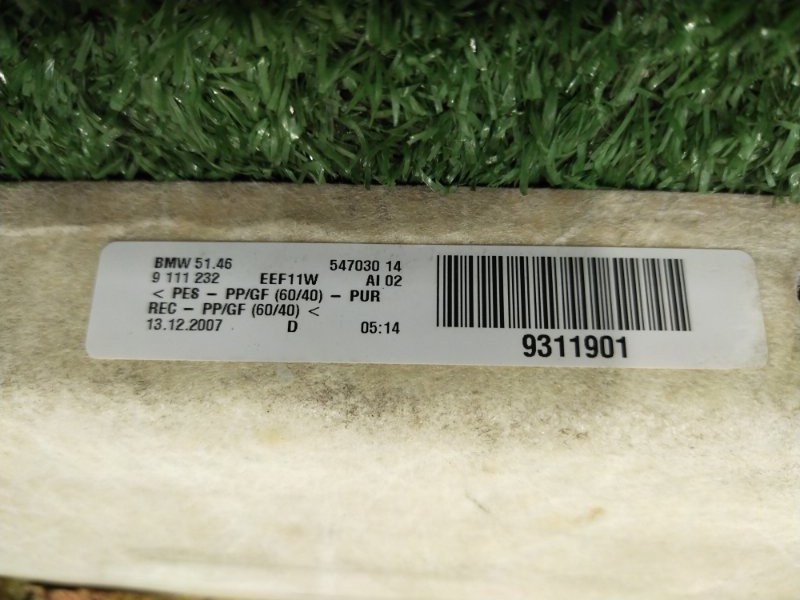 BMW 51.46 547030 14
9 111 232 EEF11W AI 02
< PES - PP/GF (60/40) - PUR
REC - PP/GF (60/40) <
13.12.2007 D 05:14
9311901